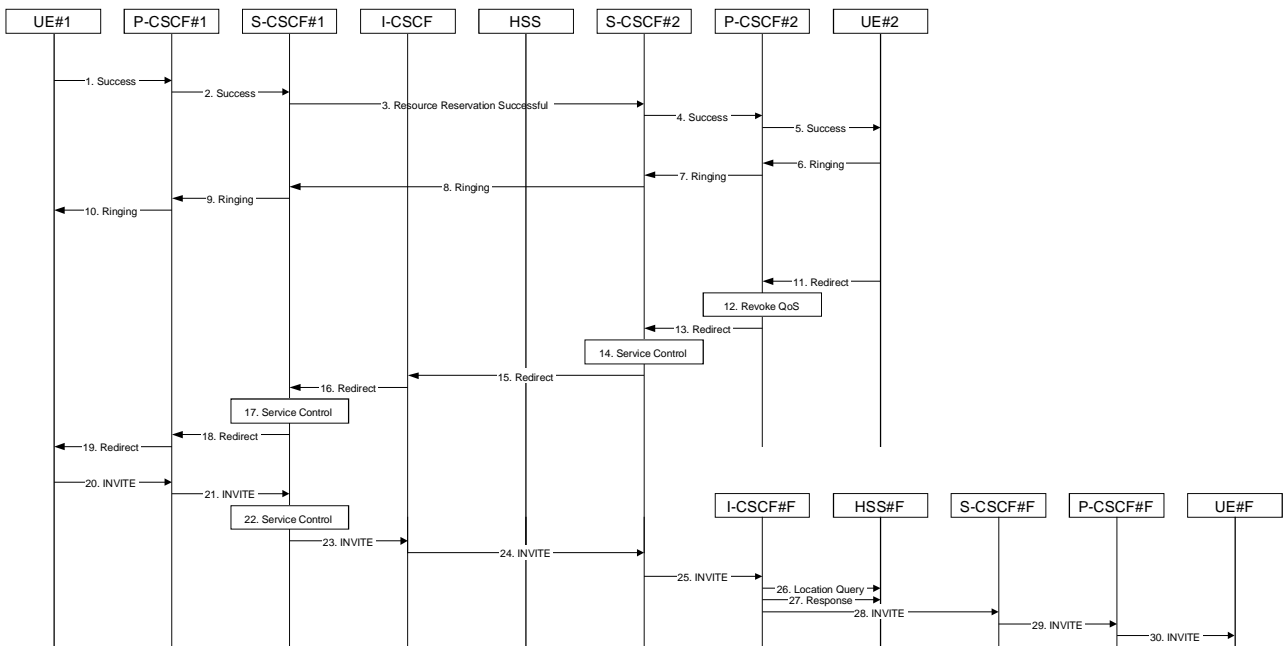 UE#1
P-CSCF#1
S-CSCF#1
I-CSCF
HSS
S-CSCF#2
P-CSCF#2
UE#2
1. Success
2. Success
3. Resource Reservation Successful
4. Success
5. Success
6. Ringing
7. Ringing
8. Ringing
9. Ringing
10. Ringing
11. Redirect
12. Revoke QoS
13. Redirect
14. Service Control
15. Redirect
16. Redirect
17. Service Control
18. Redirect
19. Redirect
20. INVITE
21. INVITE
22. Service Control
23. INVITE
24. INVITE
I-CSCF#F
HSS#F
S-CSCF#F
P-CSCF#F
UE#F
25. INVITE
26. Location Query
27. Response
28. INVITE
29. INVITE
30. INVITE